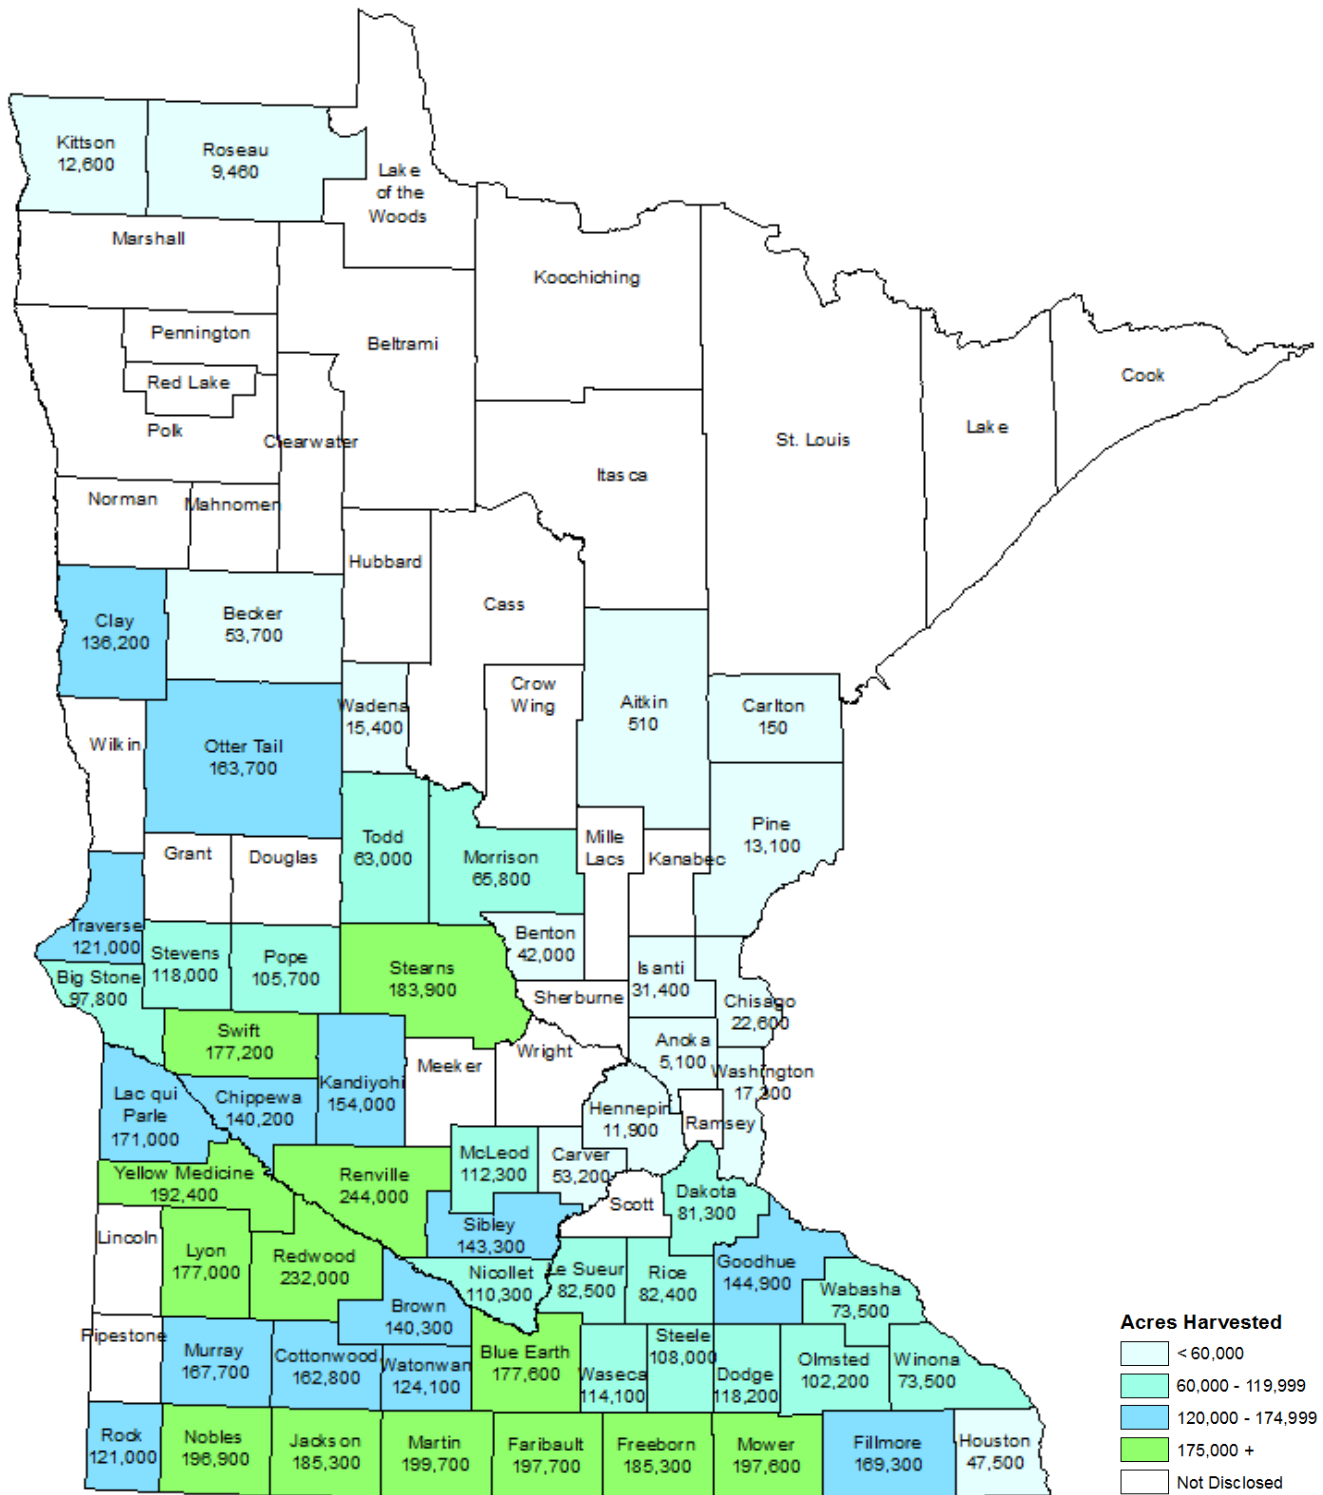 Kittson
12,600
Roseau
9,460
Lake
of the
Woods
Marshall
Koochiching
Pennington
Beltrami
Red Lake
Cook
Polk
Clearwater
St. Louis
Lake
Itasca
Norman
Mahnomen
Hubbard
Cass
Clay
136,200
Becker
53,700
Wadena
15,400
Crow
Wing
Aitkin
510
Carlton
150
Wilkin
Otter Tail
163,700
Todd
63,000
Morrison
65,800
Mille
Lacs
Kanabec
Pine
13,100
Grant
Douglas
Traverse
121,000
Stevens
118,000
Pope
105,700
Stearns
183,900
Benton
42,000
Isanti
31,400
Big Stone
97,800
Sherburne
Chisago
22,600
Swift
177,200
Kandiyohi
154,000
Meeker
Wright
Anoka
5,100
Washington
17,300
Lac qui
Parle
171,000
Chippewa
140,200
Hennepin
11,900
Ramsey
Yellow Medicine
192,400
Renville
244,000
McLeod
112,300
Carver
53,200
Scott
Dakota
81,300
Lincoln
Lyon
177,000
Redwood
232,000
Sibley
143,300
Nicollet
110,300
Le Sueur
82,500
Rice
82,400
Goodhue
144,900
Wabasha
73,500
Pipestone
Murray
167,700
Cottonwood
162,800
Brown
140,300
Watonwan
124,100
Blue Earth
177,600
Waseca
114,100
Steele
108,000
Dodge
118,200
Olmsted
102,200
Winona
73,500
Rock
121,000
Nobles
196,900
Jackson
185,300
Martin
199,700
Faribault
197,700
Freeborn
185,300
Mower
197,600
Fillmore
169,300
Houston
47,500
Acres Harvested
< 60,000
60,000 - 119,999
120,000 - 174,999
175,000 +
Not Disclosed